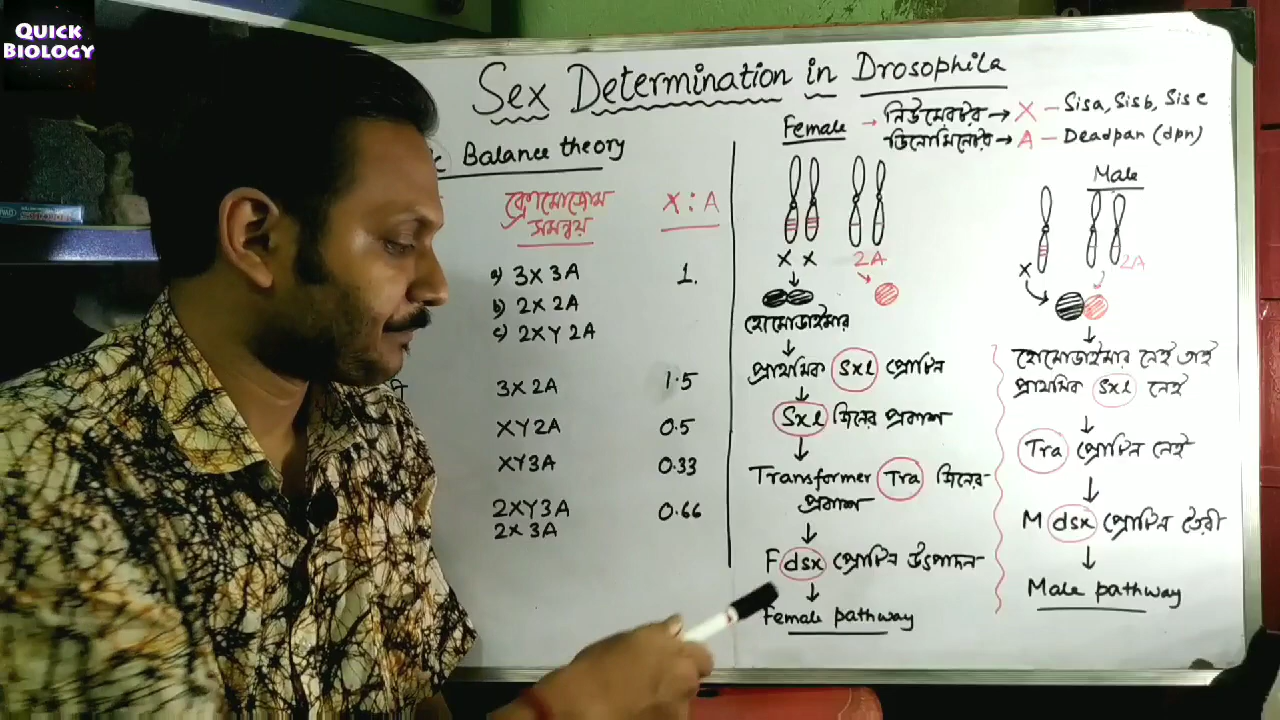 QUICK
BIOLOGY
Sex Determination in Drosophila
Balance theory
ক্রোমোজোম
সমন্বয়
X : A
a) 3X 3A
1.
b) 2X 2A
c) 2XY 2A
3X 2A
1.5
XY2A
0.5
XY3A
0.33
2XY3A
0.66
2X 3A
Female
→ নিউমেরেটর → X — Sisa, Sisb, Sis c
ডিনোমিনেটর → A — Deadpan (dpn)
X X
2A
হোমোডাইমার
প্রাথমিক Sxl প্রোটিন
Sxl জিনের প্রকাশ
Transformer Tra জিনের
প্রকাশ
F dsx প্রোটিন উৎপাদন
Female pathway
Male
X
2A
হোমোডাইমার নেই তাই
প্রাথমিক Sxl নেই
Tra প্রোটিন নেই
M dsx প্রোটিন তৈরী
Male pathway